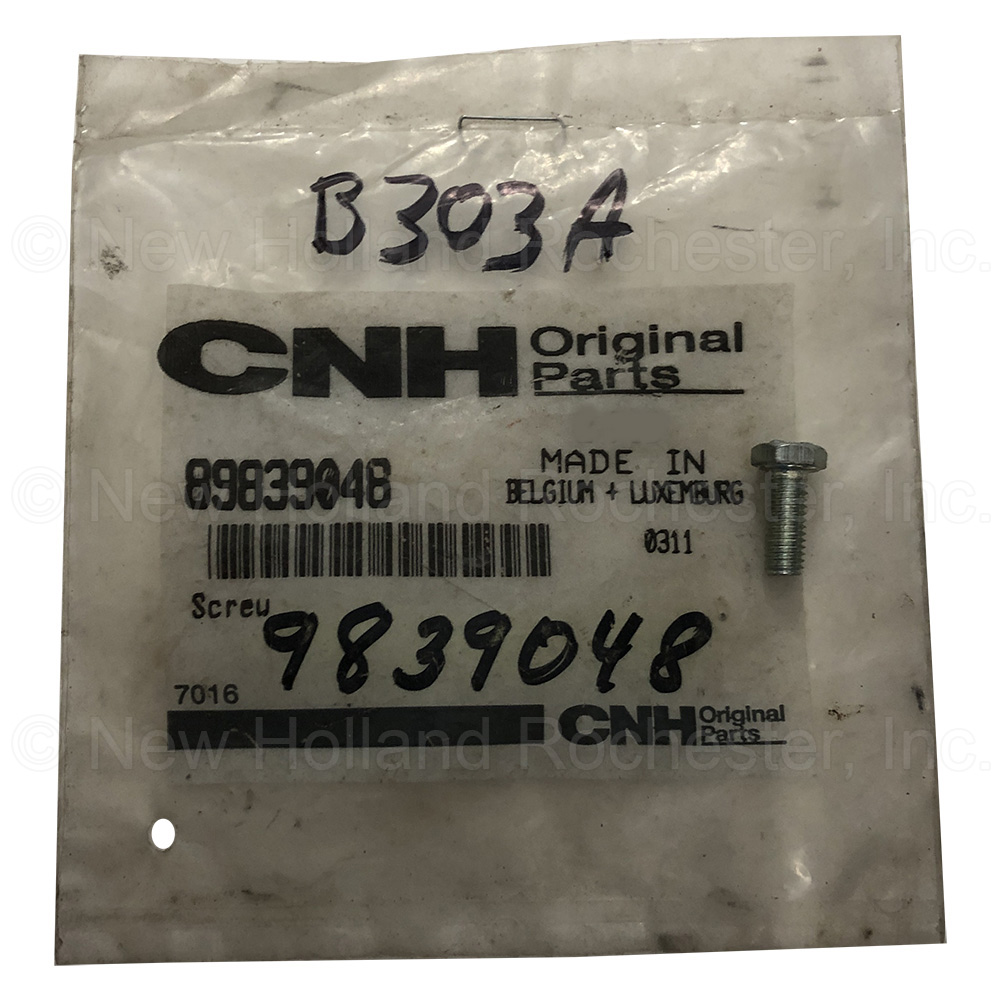 B303A
© New Holland Rochester, Inc.
CNH Original
Parts
89839048
MADE IN
BELGIUM + LUXEMBURG
© New Holland Rochester, Inc.
0311
Screw
9839048
7016
CNH Original
Parts
© New Holland Rochester, Inc.